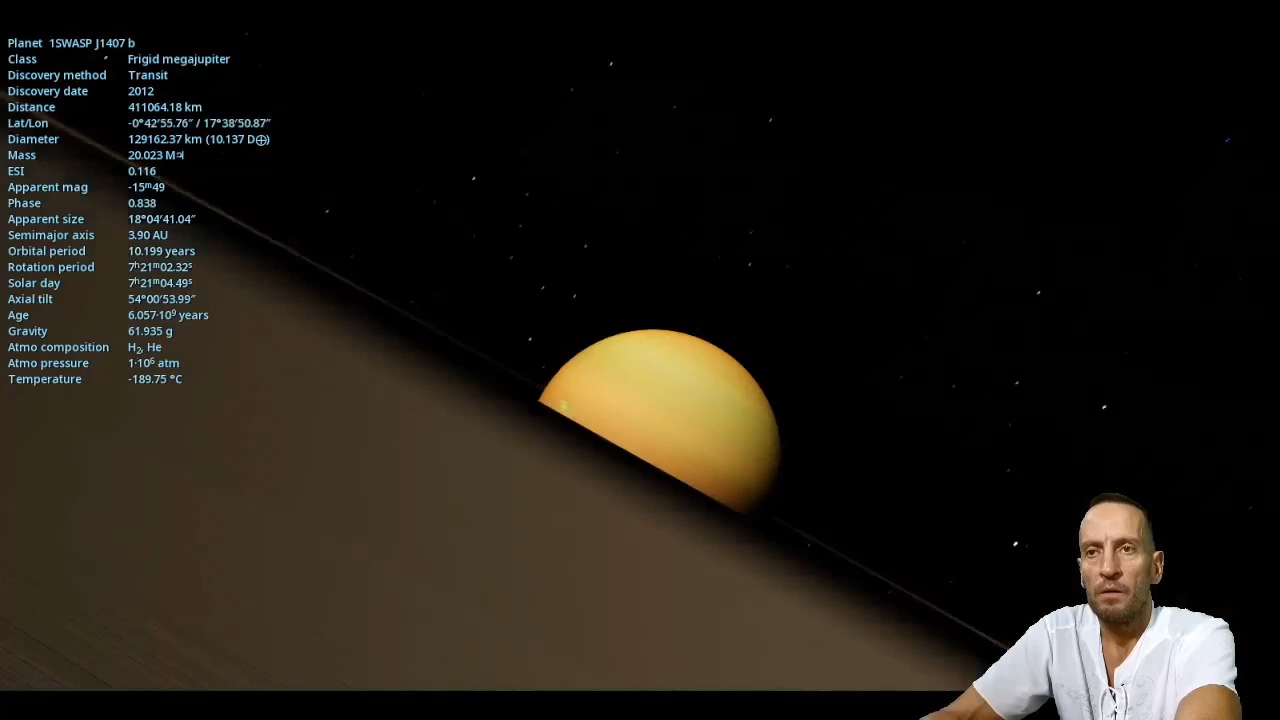 Planet 1SWASP J1407 b
Class Frigid megajupiter
Discovery method Transit
Discovery date 2012
Distance 411064.18 km
Lat/Lon -0°42′55.76″ / 17°38′50.87″
Diameter 129162.37 km (10.137 D⊕)
Mass 20.023 M♃
ESI 0.116
Apparent mag -15ᵐ49
Phase 0.838
Apparent size 18°04′41.04″
Semimajor axis 3.90 AU
Orbital period 10.199 years
Rotation period 7ʰ21ᵐ02.32ˢ
Solar day 7ʰ21ᵐ04.49ˢ
Axial tilt 54°00′53.99″
Age 6.057·10⁹ years
Gravity 61.935 g
Atmo composition H₂, He
Atmo pressure 1·10⁶ atm
Temperature -189.75 °C